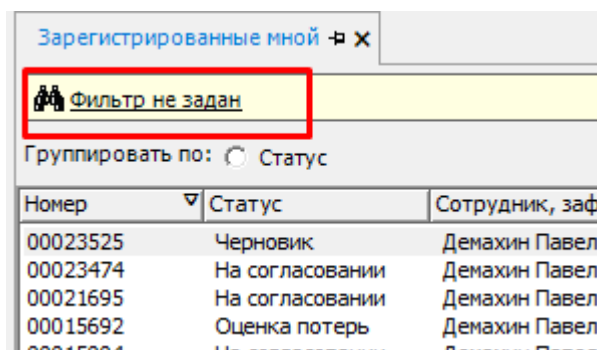 Зарегистрированные мной
Фильтр не задан
Группировать по: Статус
Номер Статус Сотрудник, заф
00023525 Черновик Демахин Павел
00023474 На согласовании Демахин Павел
00021695 На согласовании Демахин Павел
00015692 Оценка потерь Демахин Павел